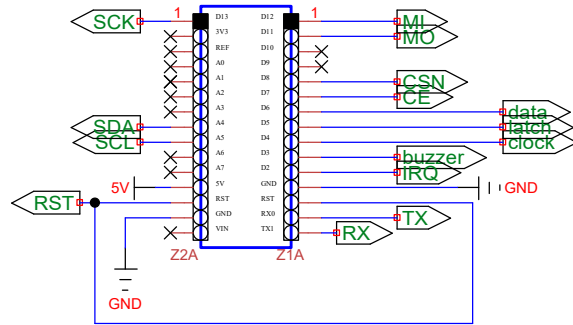 SCK 1 D13 D12 1 MI
3V3 D11 MO
REF D10
A0 D9
A1 D8 CSN
A2 D7 CE
A3 D6 data
SDA A4 D5 latch
SCL A5 D4 clock
A6 D3 buzzer
A7 D2 IRQ
5V 5V GND GND
RST RST RST
GND RX0 TX
VIN TX1 RX
Z2A Z1A
GND